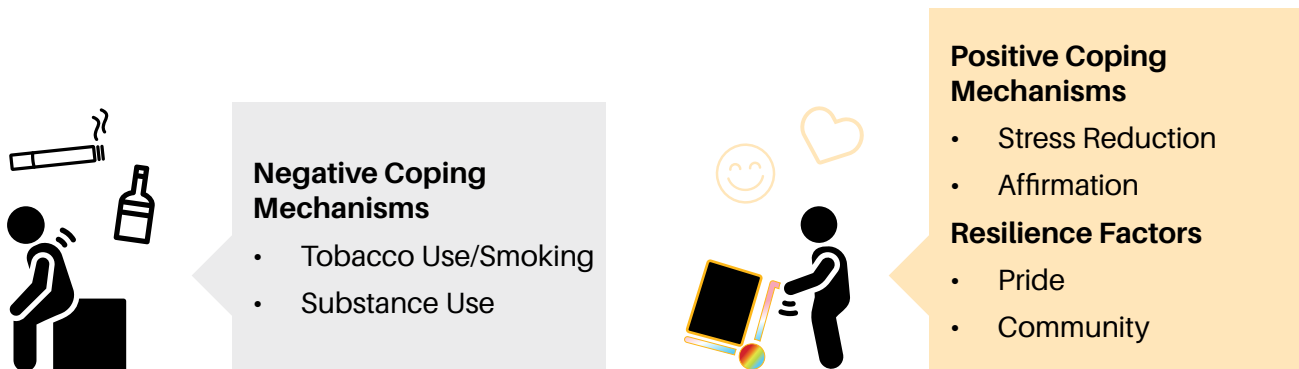 Negative Coping
Mechanisms
• Tobacco Use/Smoking
• Substance Use
Positive Coping
Mechanisms
• Stress Reduction
• Affirmation
Resilience Factors
• Pride
• Community